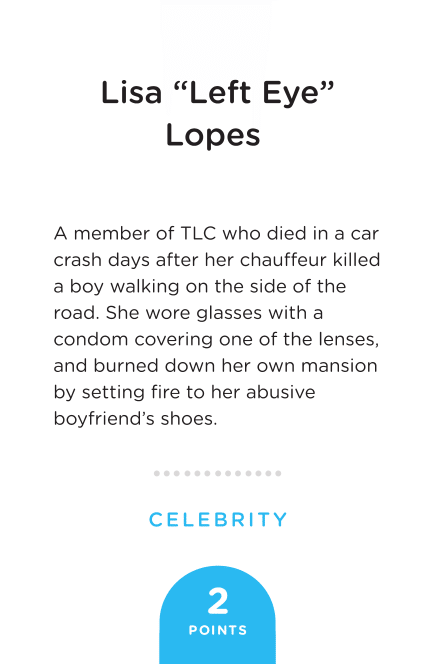 Lisa “Left Eye”
Lopes
A member of TLC who died in a car
crash days after her chauffeur killed
a boy walking on the side of the
road. She wore glasses with a
condom covering one of the lenses,
and burned down her own mansion
by setting fire to her abusive
boyfriend’s shoes.
CELEBRITY
2
POINTS